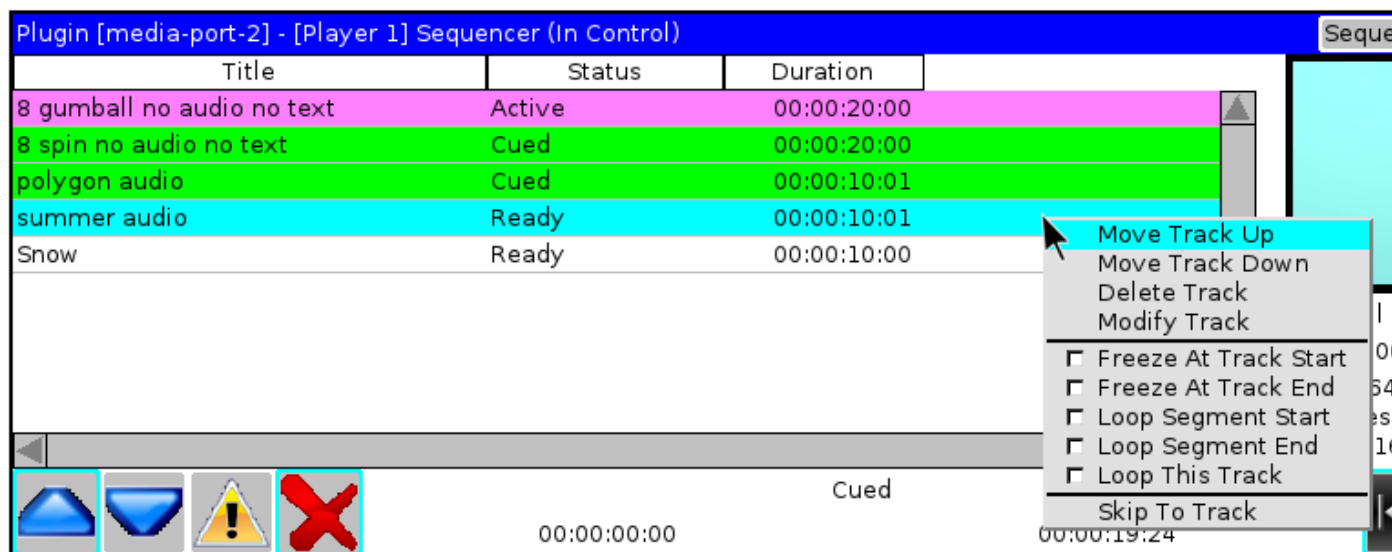 Plugin [media-port-2] - [Player 1] Sequencer (In Control)
Title Status Duration
8 gumball no audio no text Active 00:00:20:00
8 spin no audio no text Cued 00:00:20:00
polygon audio Cued 00:00:10:01
summer audio Ready 00:00:10:01
Snow Ready 00:00:10:00
Move Track Up
Move Track Down
Delete Track
Modify Track
Freeze At Track Start
Freeze At Track End
Loop Segment Start
Loop Segment End
Loop This Track
Skip To Track
Cued
00:00:00:00 00:00:19:24